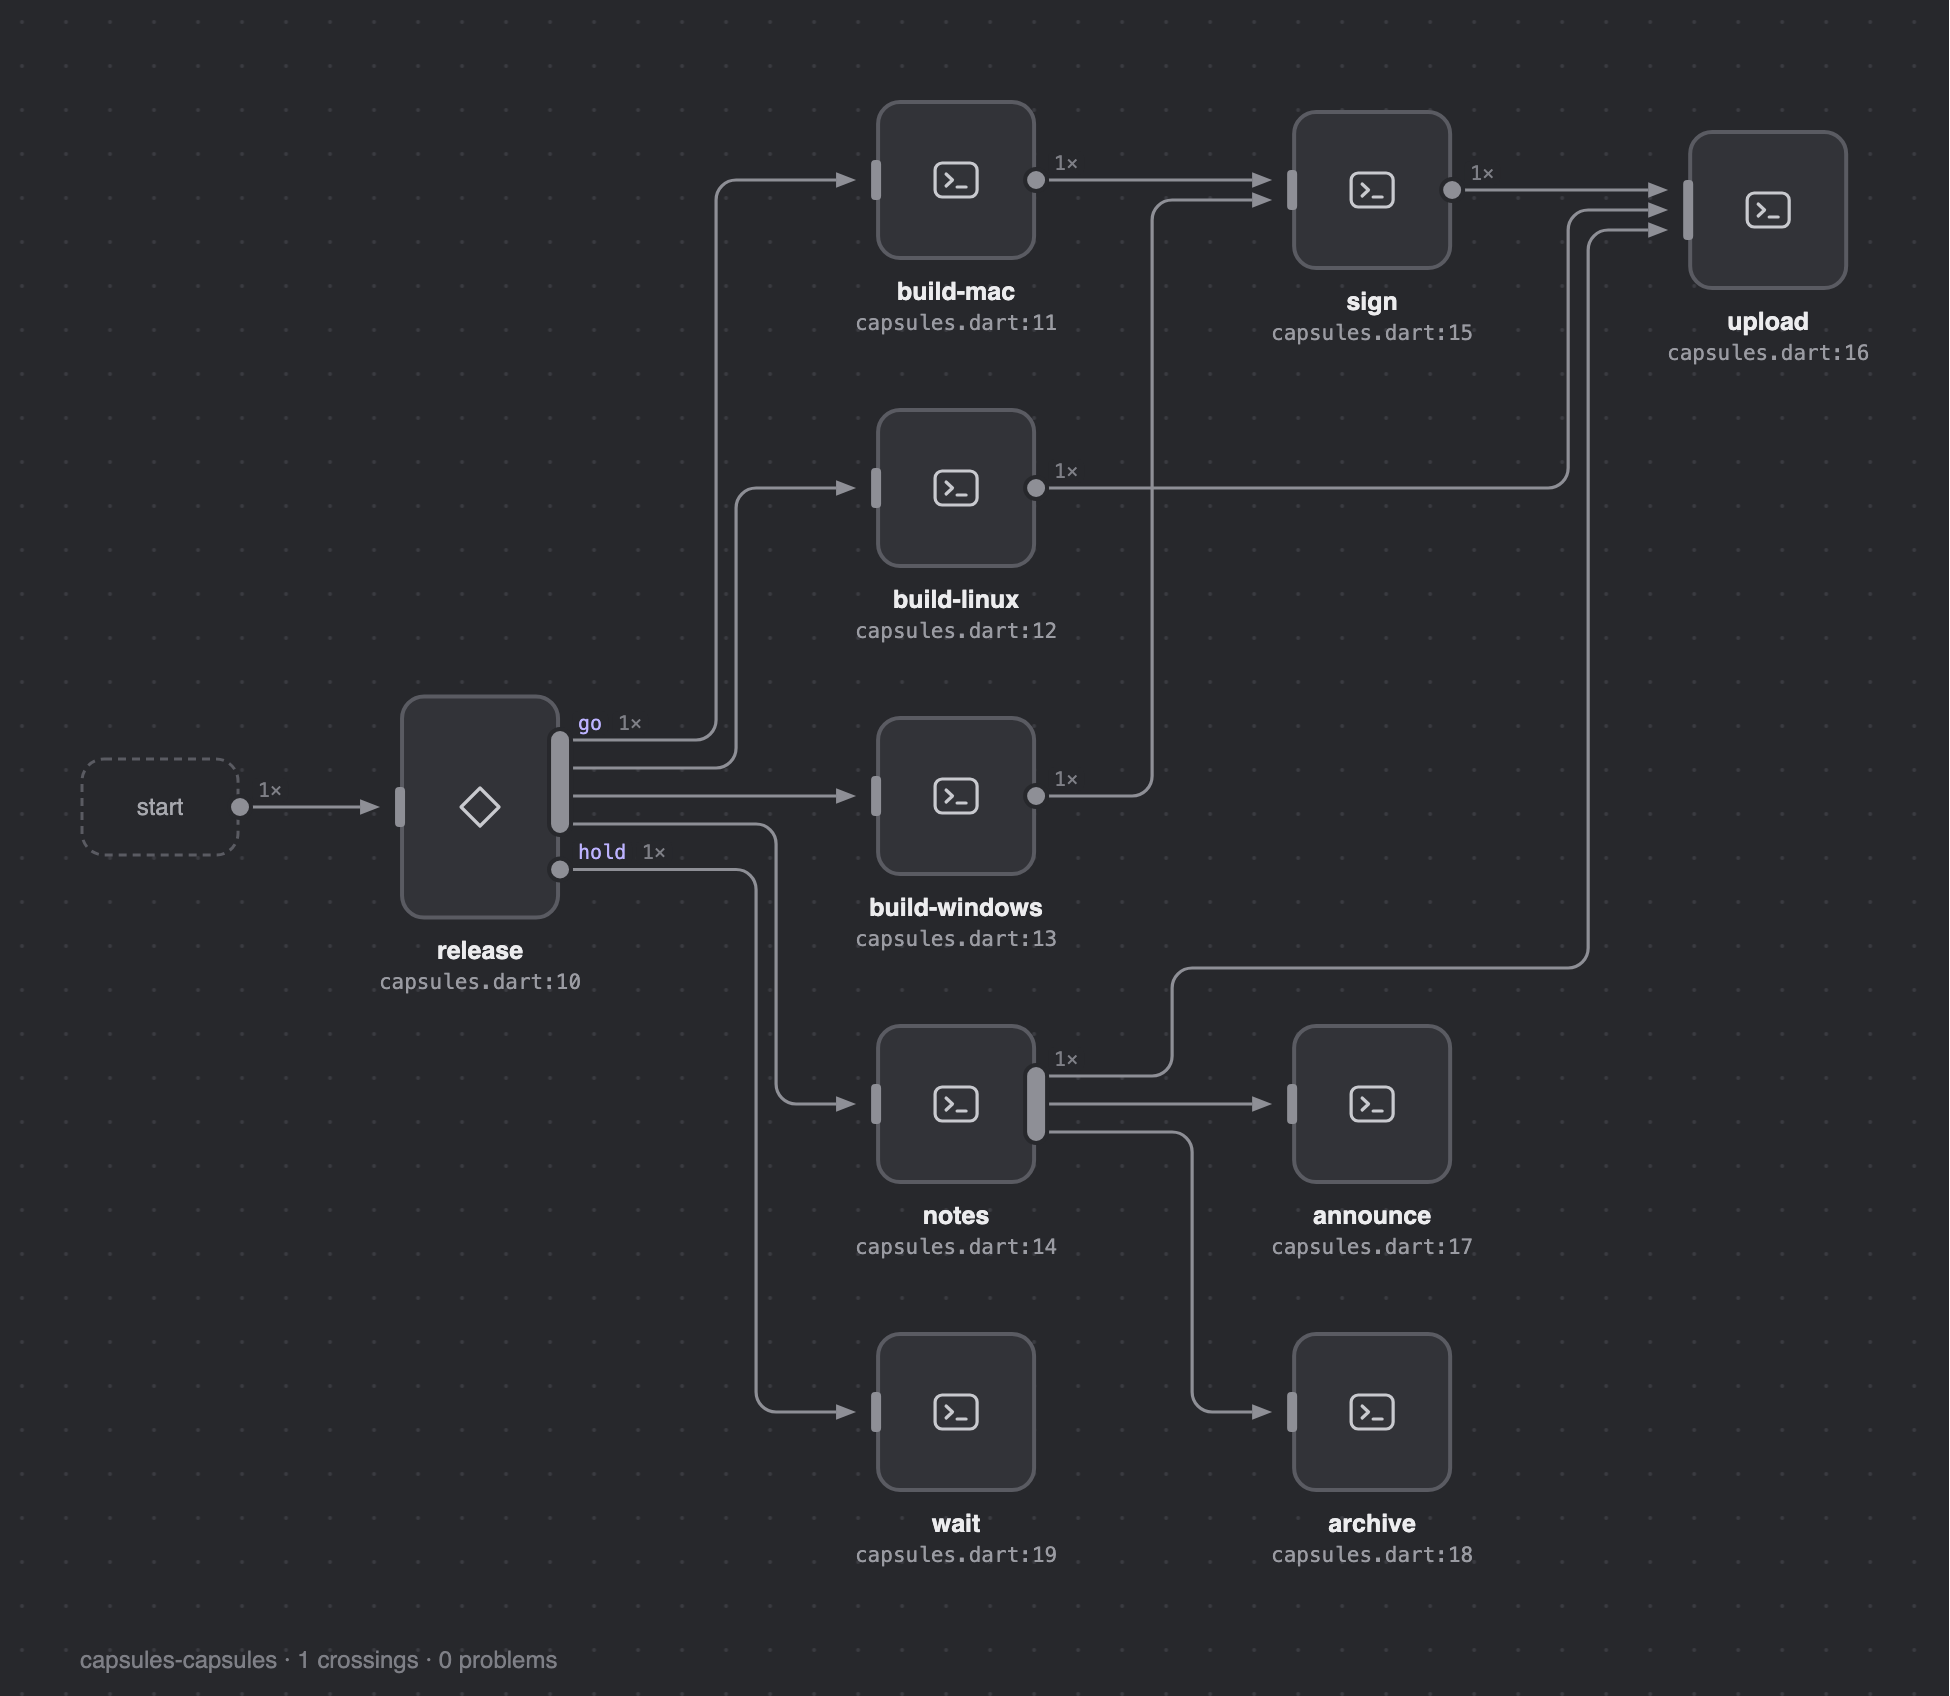 1×
build-mac
capsules.dart:11
1×
sign
capsules.dart:15
upload
capsules.dart:16
1×
build-linux
capsules.dart:12
start
1×
go 1×
hold 1×
release
capsules.dart:10
1×
build-windows
capsules.dart:13
1×
notes
capsules.dart:14
announce
capsules.dart:17
wait
capsules.dart:19
archive
capsules.dart:18
capsules-capsules · 1 crossings · 0 problems